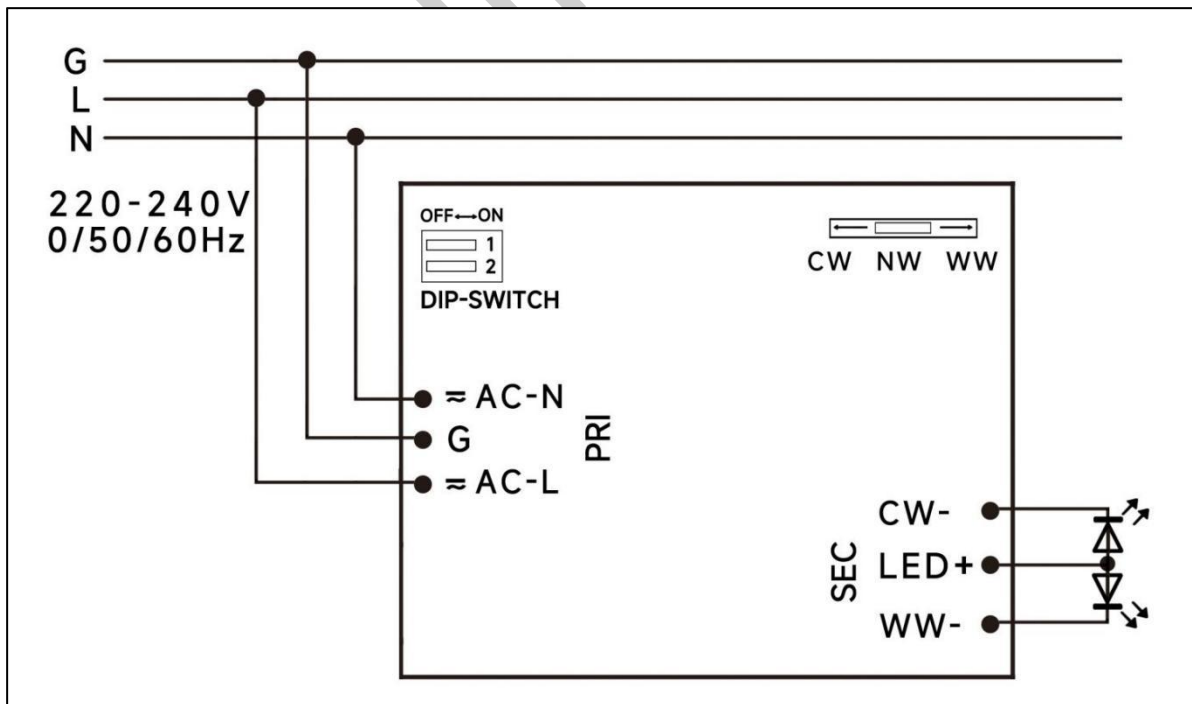 G
L
N
220-240V
0/50/60Hz
OFF↔ON
1
2
DIP-SWITCH
CW NW WW
≂ AC-N
G
≂ AC-L
PRI
SEC
CW-
LED+
WW-